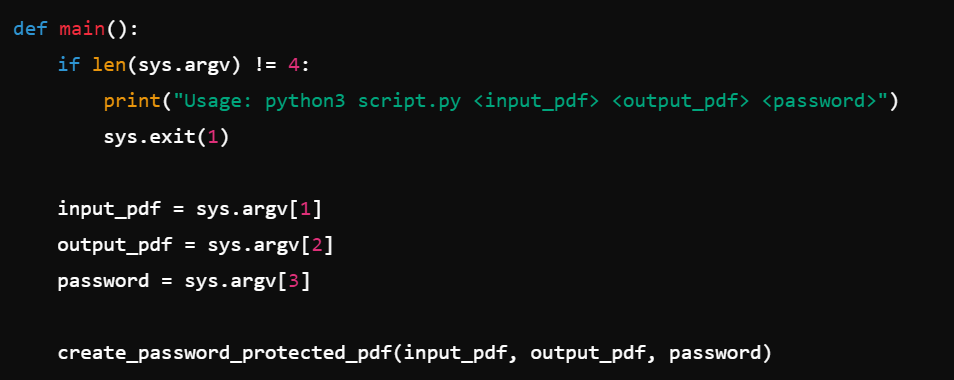 def main():
    if len(sys.argv) != 4:
        print("Usage: python3 script.py <input_pdf> <output_pdf> <password>")
        sys.exit(1)

    input_pdf = sys.argv[1]
    output_pdf = sys.argv[2]
    password = sys.argv[3]

    create_password_protected_pdf(input_pdf, output_pdf, password)